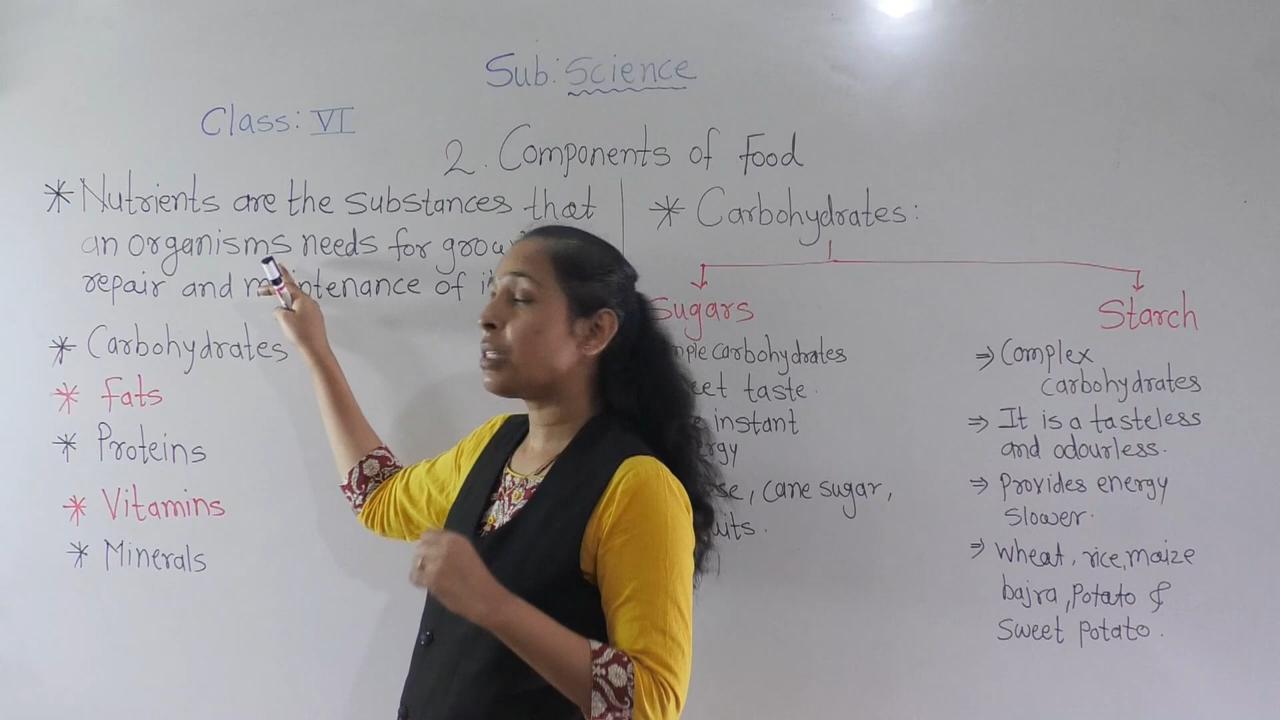 Sub: Science
Class: VI
2. Components of Food
* Nutrients are the substances that
an organisms needs for
repair and maintenance of
* Carbohydrates
* Fats
* Proteins
* Vitamins
* Minerals
* Carbohydrates:
Sugars
carbohydrates
taste.
instant
, cane sugar,
Starch
⇒ Complex
carbohydrates
⇒ It is a tasteless
and odourless.
⇒ Provides energy
slower.
⇒ Wheat, rice, maize
bajra, Potato &
Sweet Potato.